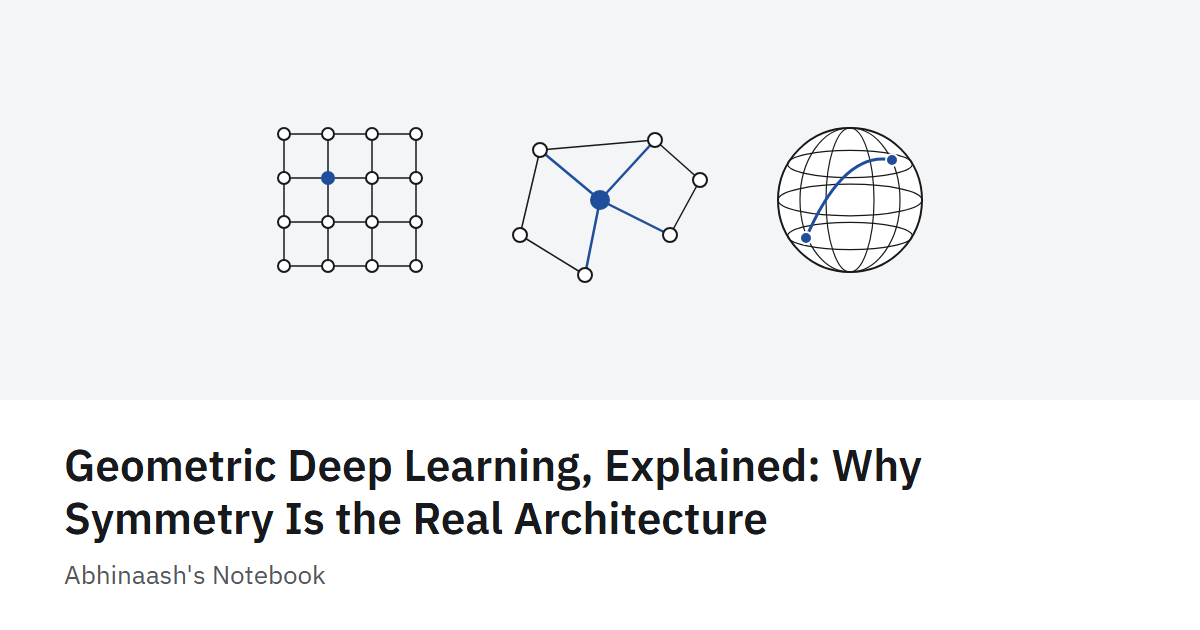 Geometric Deep Learning, Explained: Why
Symmetry Is the Real Architecture
Abhinaash's Notebook